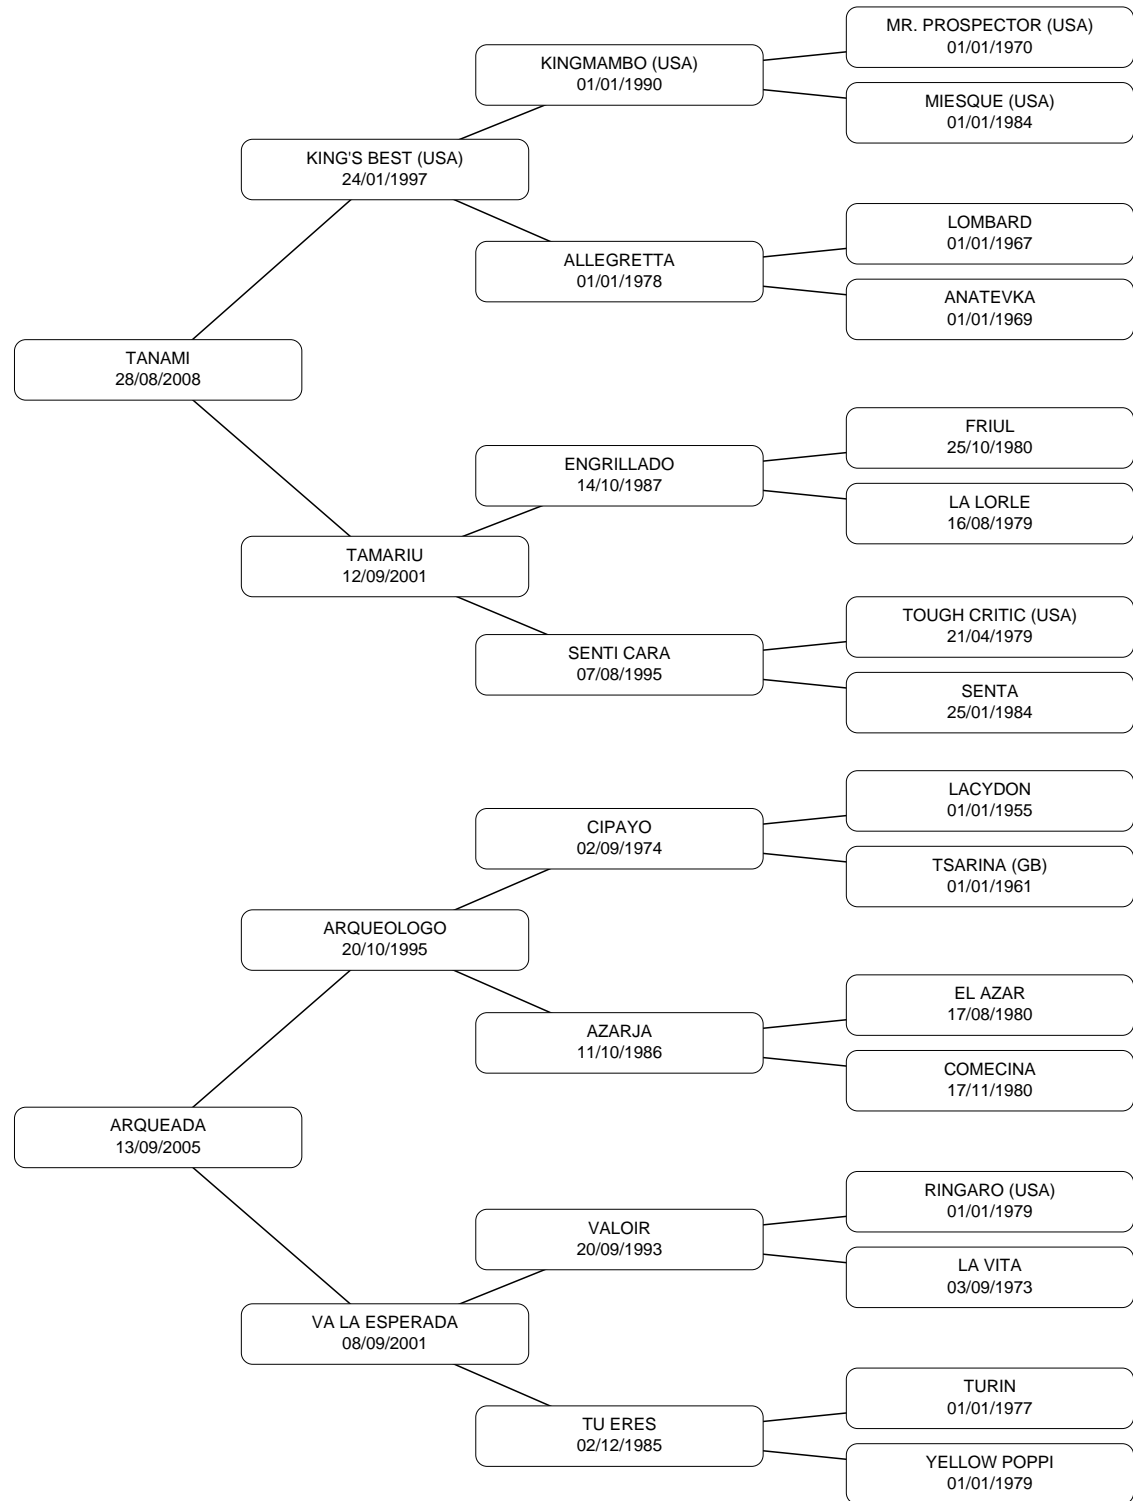 MR. PROSPECTOR (USA)
01/01/1970
KINGMAMBO (USA)
01/01/1990
MIESQUE (USA)
01/01/1984
KING'S BEST (USA)
24/01/1997
LOMBARD
01/01/1967
ALLEGRETTA
01/01/1978
ANATEVKA
01/01/1969
TANAMI
28/08/2008
FRIUL
25/10/1980
ENGRILLADO
14/10/1987
LA LORLE
16/08/1979
TAMARIU
12/09/2001
TOUGH CRITIC (USA)
21/04/1979
SENTI CARA
07/08/1995
SENTA
25/01/1984
LACYDON
01/01/1955
CIPAYO
02/09/1974
TSARINA (GB)
01/01/1961
ARQUEOLOGO
20/10/1995
EL AZAR
17/08/1980
AZARJA
11/10/1986
COMECINA
17/11/1980
ARQUEADA
13/09/2005
RINGARO (USA)
01/01/1979
VALOIR
20/09/1993
LA VITA
03/09/1973
VA LA ESPERADA
08/09/2001
TURIN
01/01/1977
TU ERES
02/12/1985
YELLOW POPPI
01/01/1979